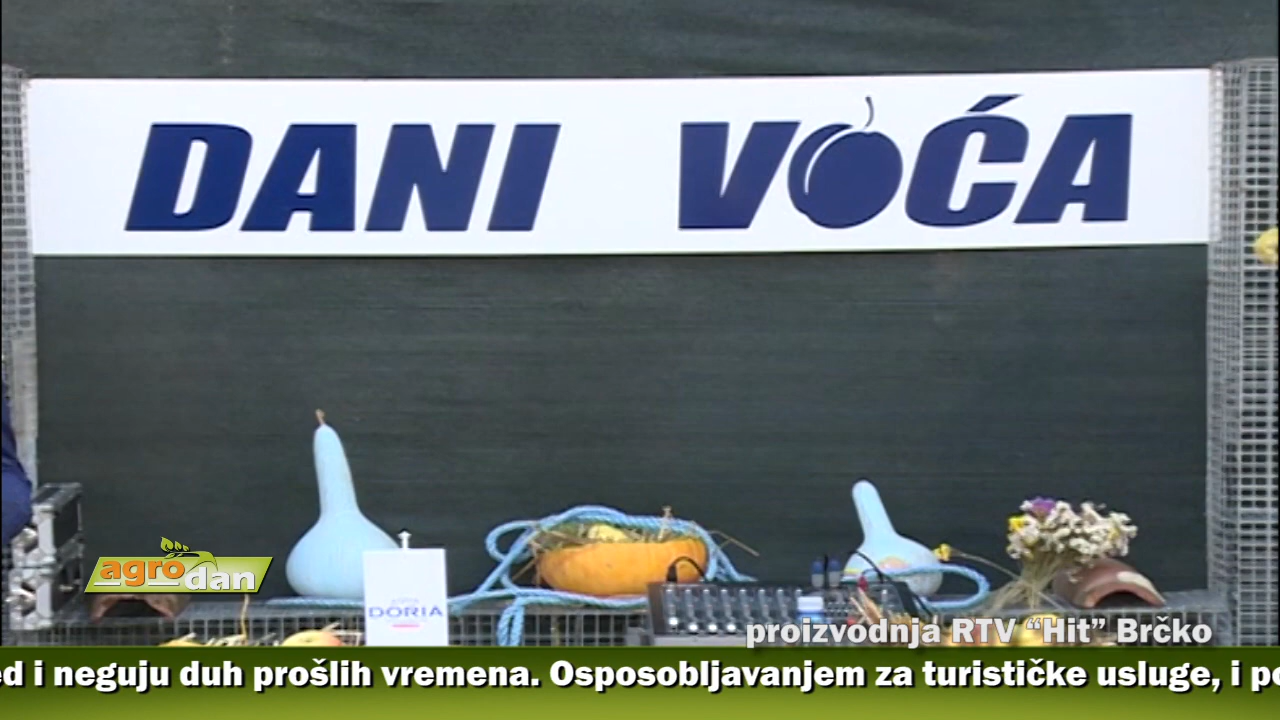 DANI VOĆA
agro
dan
DORIA
proizvodnja RTV “Hit” Brčko
ed i neguju duh prošlih vremena. Osposobljavanjem za turističke usluge, i po